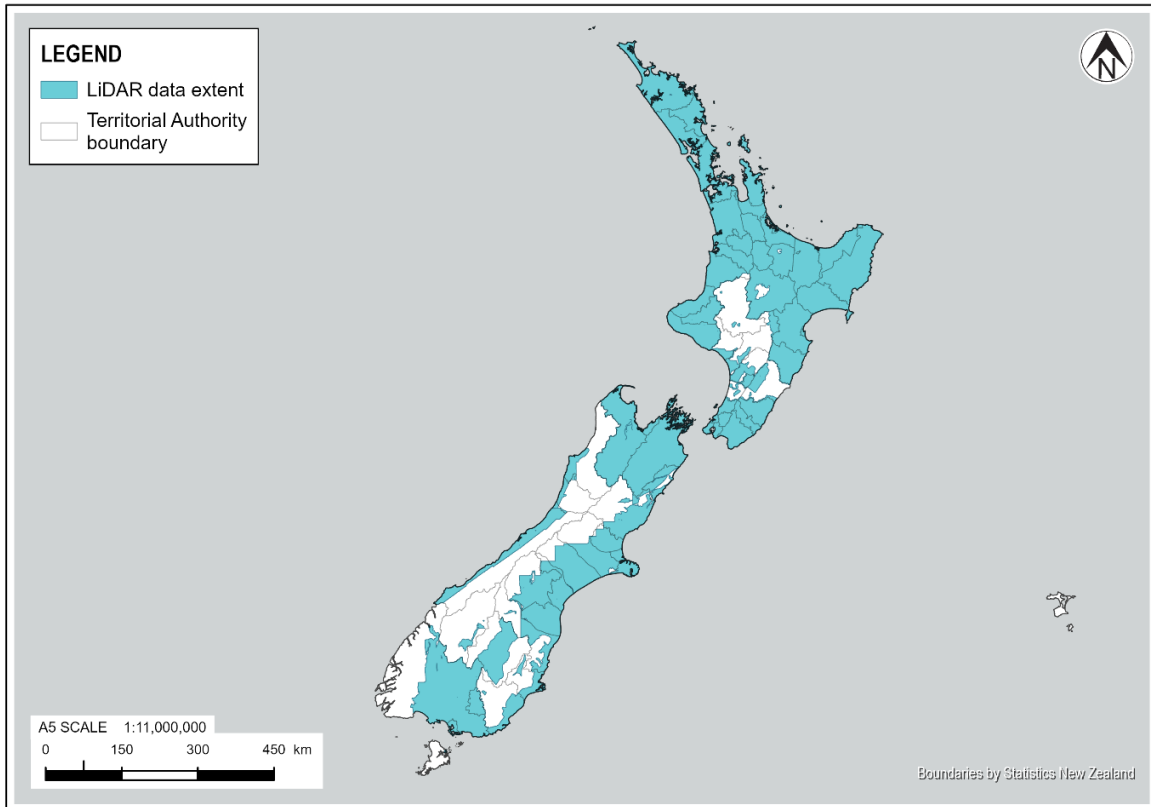 LEGEND
LiDAR data extent
Territorial Authority
boundary
N
A5 SCALE 1:11,000,000
0 150 300 450 km
Boundaries by Statistics New Zealand